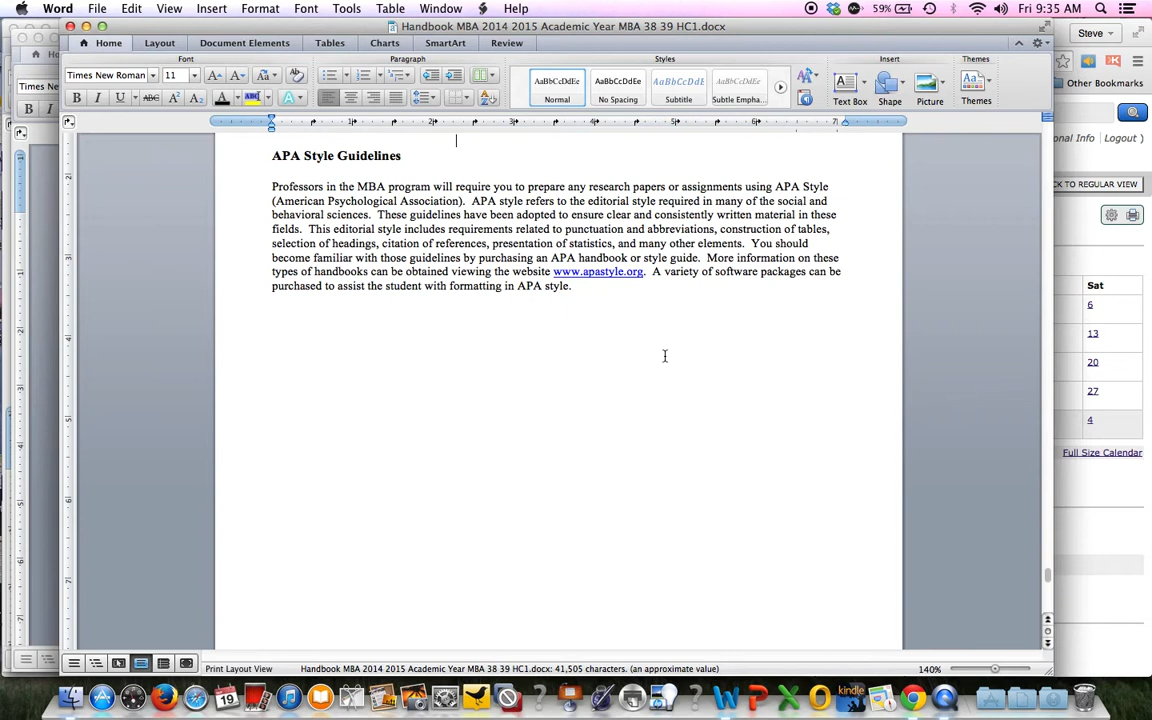 Word File Edit View Insert Format Font Tools Table Window Help 59% Fri 9:35 AM
Handbook MBA 2014 2015 Academic Year MBA 38 39 HC1.docx
Steve
Home Layout Document Elements Tables Charts SmartArt Review
Font Paragraph Styles Insert Themes
Other Bookmarks
Times New Roman 11
AaBbCcDdEe AaBbCcDdEe AaBbCcDdE AaBbCcDdEe
Normal No Spacing Subtitle Subtle Empha...
Text Box Shape Picture Themes
Times New
onal Info Logout )
APA Style Guidelines
CK TO REGULAR VIEW
Professors in the MBA program will require you to prepare any research papers or assignments using APA Style
(American Psychological Association). APA style refers to the editorial style required in many of the social and
behavioral sciences. These guidelines have been adopted to ensure clear and consistently written material in these
fields. This editorial style includes requirements related to punctuation and abbreviations, construction of tables,
selection of headings, citation of references, presentation of statistics, and many other elements. You should
become familiar with those guidelines by purchasing an APA handbook or style guide. More information on these
types of handbooks can be obtained viewing the website www.apastyle.org. A variety of software packages can be
purchased to assist the student with formatting in APA style.
Sat
6
13
20
27
4
Full Size Calendar
Print Layout View Handbook MBA 2014 2015 Academic Year MBA 38 39 HC1.docx: 41,505 characters. (an approximate value) 140%